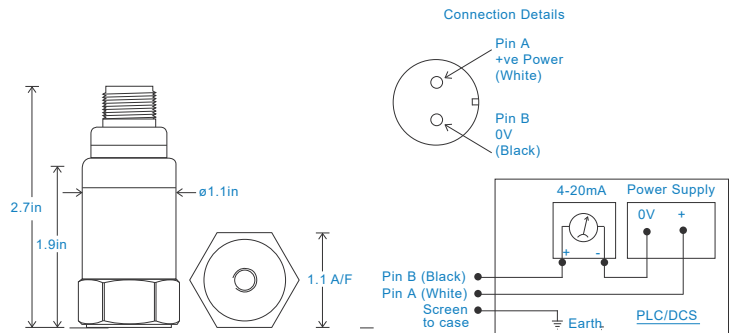 Connection Details
Pin A
+ve Power
(White)
Pin B
0V
(Black)
2.7in
1.9in
ø1.1in
1.1 A/F
4-20mA
Power Supply
0V +
+ -
Pin B (Black)
Pin A (White)
Screen
to case
Earth
PLC/DCS